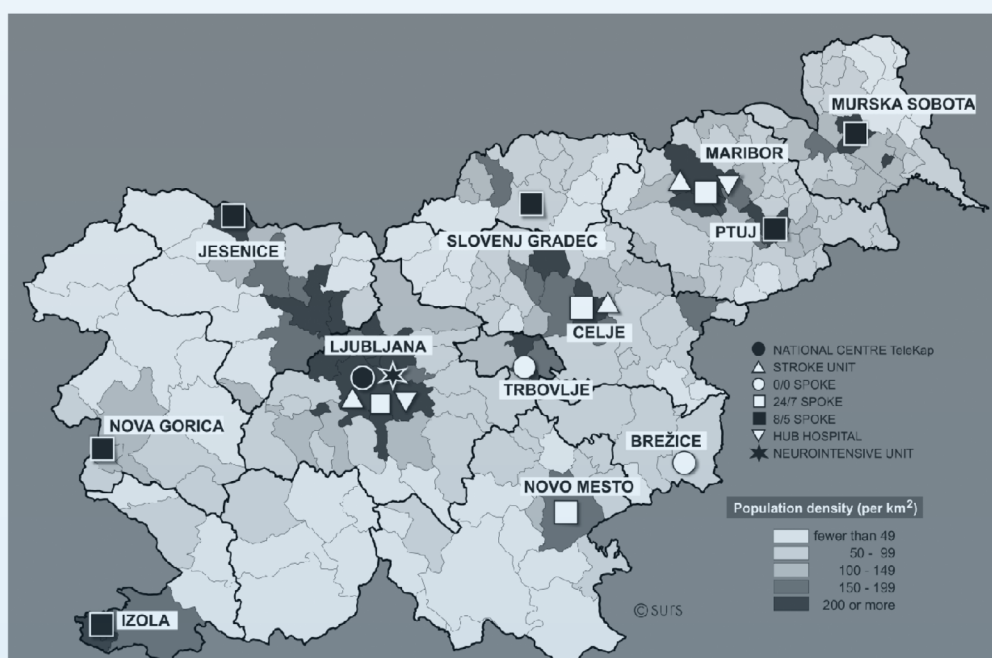 MURSKA SOBOTA
MARIBOR
PTUJ
SLOVENJ GRADEC
JESENICE
CELJE
LJUBLJANA
TRBOVLJE
NOVA GORICA
BREŽICE
NOVO MESTO
IZOLA
NATIONAL CENTRE TeleKap
STROKE UNIT
0/0 SPOKE
24/7 SPOKE
8/5 SPOKE
HUB HOSPITAL
NEUROINTENSIVE UNIT
Population density (per km²)
fewer than 49
50 - 99
100 - 149
150 - 199
200 or more
© SURS